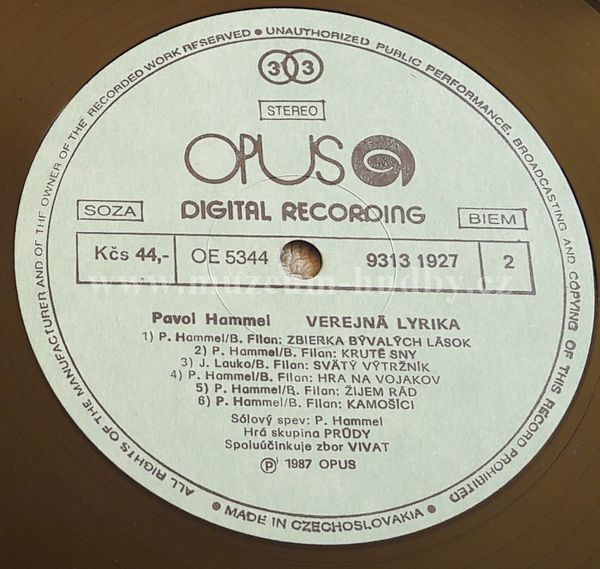 ALL RIGHTS OF THE MANUFACTURER AND OF THE OWNER OF THE RECORDED WORK RESERVED • UNAUTHORIZED PUBLIC PERFORMANCE, BROADCASTING AND COPYING OF THIS RECORD PROHIBITED
33
STEREO
OPUS
SOZA DIGITAL RECORDING BIEM
Kčs 44,- OE 5344 9313 1927 2
www.muzeum-hudby.cz
Pavol Hammel VEREJNÁ LYRIKA
1) P. Hammel/B. Filan: ZBIERKA BÝVALÝCH LÁSOK
2) P. Hammel/B. Filan: KRUTÉ SNY
3) J. Lauko/B. Filan: SVÄTÝ VÝTRŽNÍK
4) P. Hammel/B. Filan: HRA NA VOJAKOV
5) P. Hammel/B. Filan: ŽIJEM RÁD
6) P. Hammel/B. Filan: KAMOŠÍCI
Sólový spev: P. Hammel
Hrá skupina PRÚDY
Spoluúčinkuje zbor VIVAT
Ⓟ 1987 OPUS
• MADE IN CZECHOSLOVAKIA •